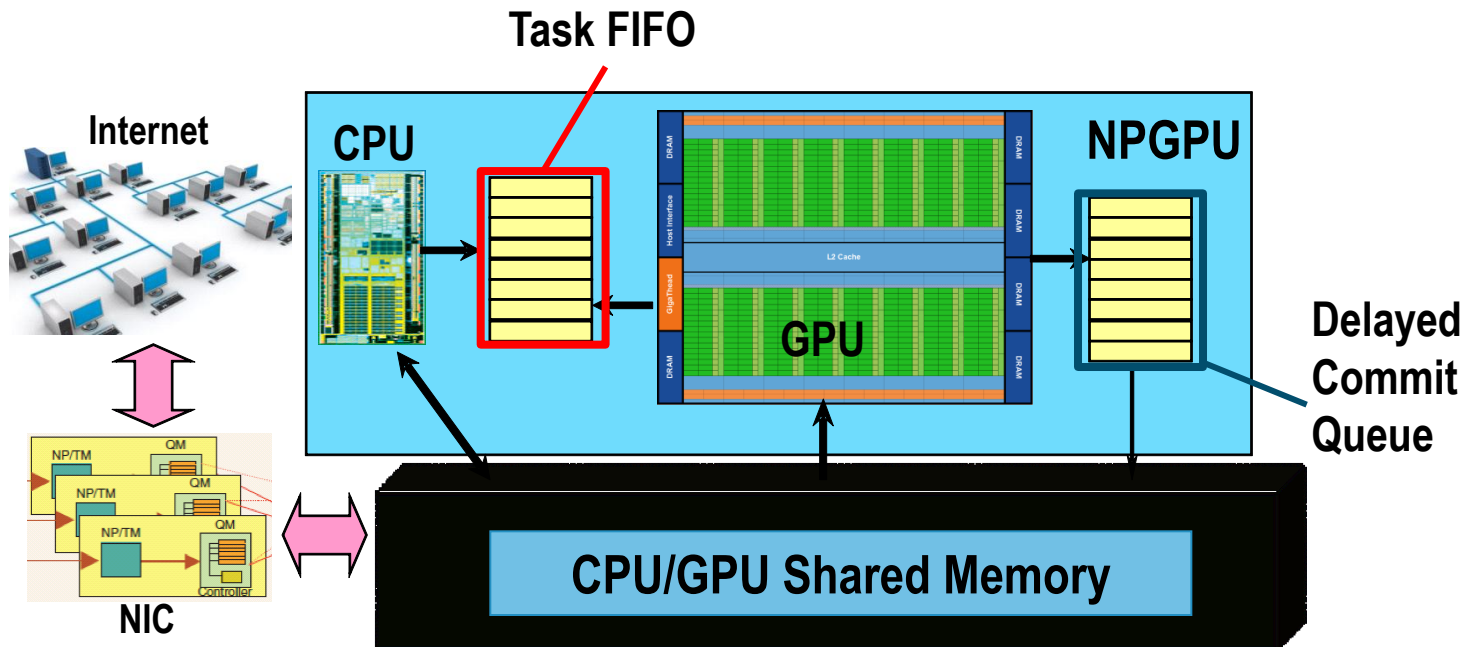 Task FIFO
Internet
CPU
NPGPU
DRAM
DRAM
Host Interface
DRAM
L2 Cache
GigaThead
DRAM
GPU
DRAM
DRAM
Delayed
Commit
Queue
QM
NP/TM
QM
NP/TM
QM
NP/TM
Controller
NIC
CPU/GPU Shared Memory